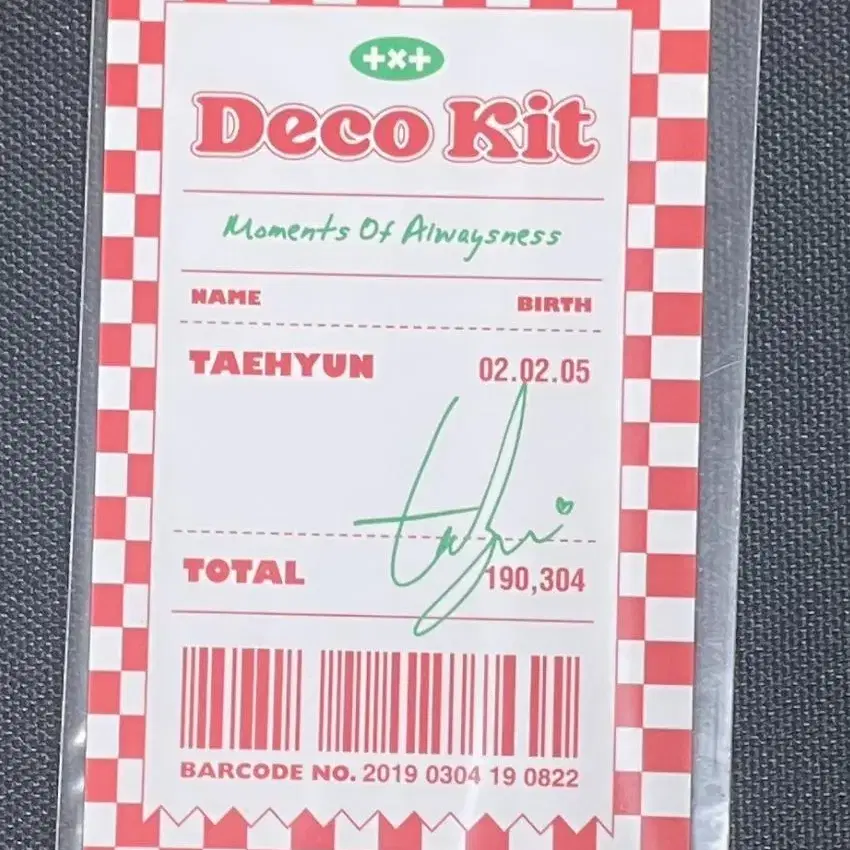 +×+
Deco Kit
Moments Of Alwaysness
NAME BIRTH
TAEHYUN 02.02.05
TOTAL 190,304
BARCODE NO. 2019 0304 19 0822